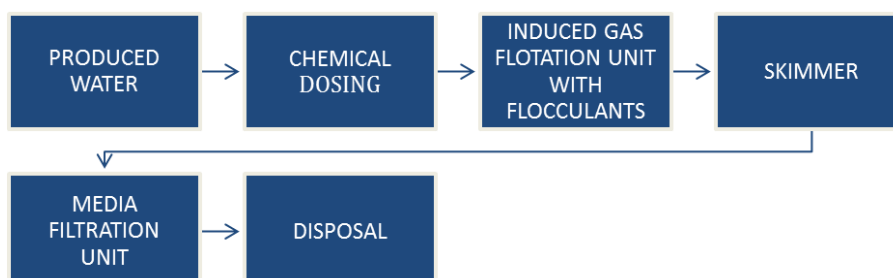 PRODUCED
WATER
CHEMICAL
DOSING
INDUCED GAS
FLOTATION UNIT
WITH
FLOCCULANTS
SKIMMER
MEDIA
FILTRATION
UNIT
DISPOSAL